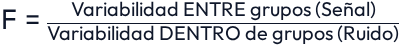 F = Variabilidad ENTRE grupos (Señal)
Variabilidad DENTRO de grupos (Ruido)